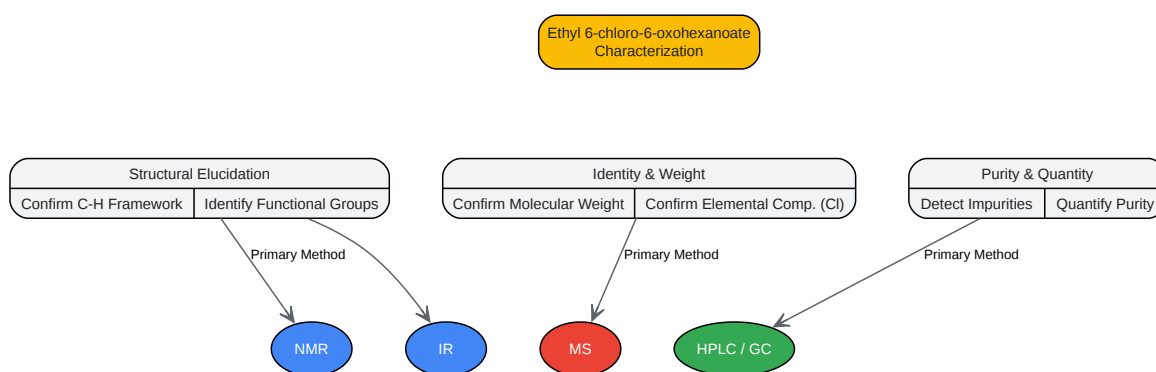 Ethyl 6-chloro-6-oxohexanoate
Characterization
Structural Elucidation
Confirm C-H Framework
Identify Functional Groups
Identity & Weight
Confirm Molecular Weight
Confirm Elemental Comp. (Cl)
Purity & Quantity
Detect Impurities
Quantify Purity
Primary Method
Primary Method
Primary Method
NMR
IR
MS
HPLC / GC